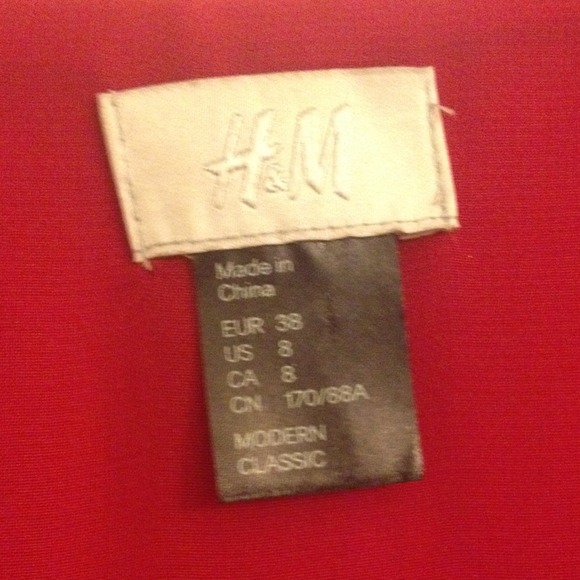 H&M
Made in
China
EUR 38
US 8
CA 8
CN 170/88A
MODERN
CLASSIC